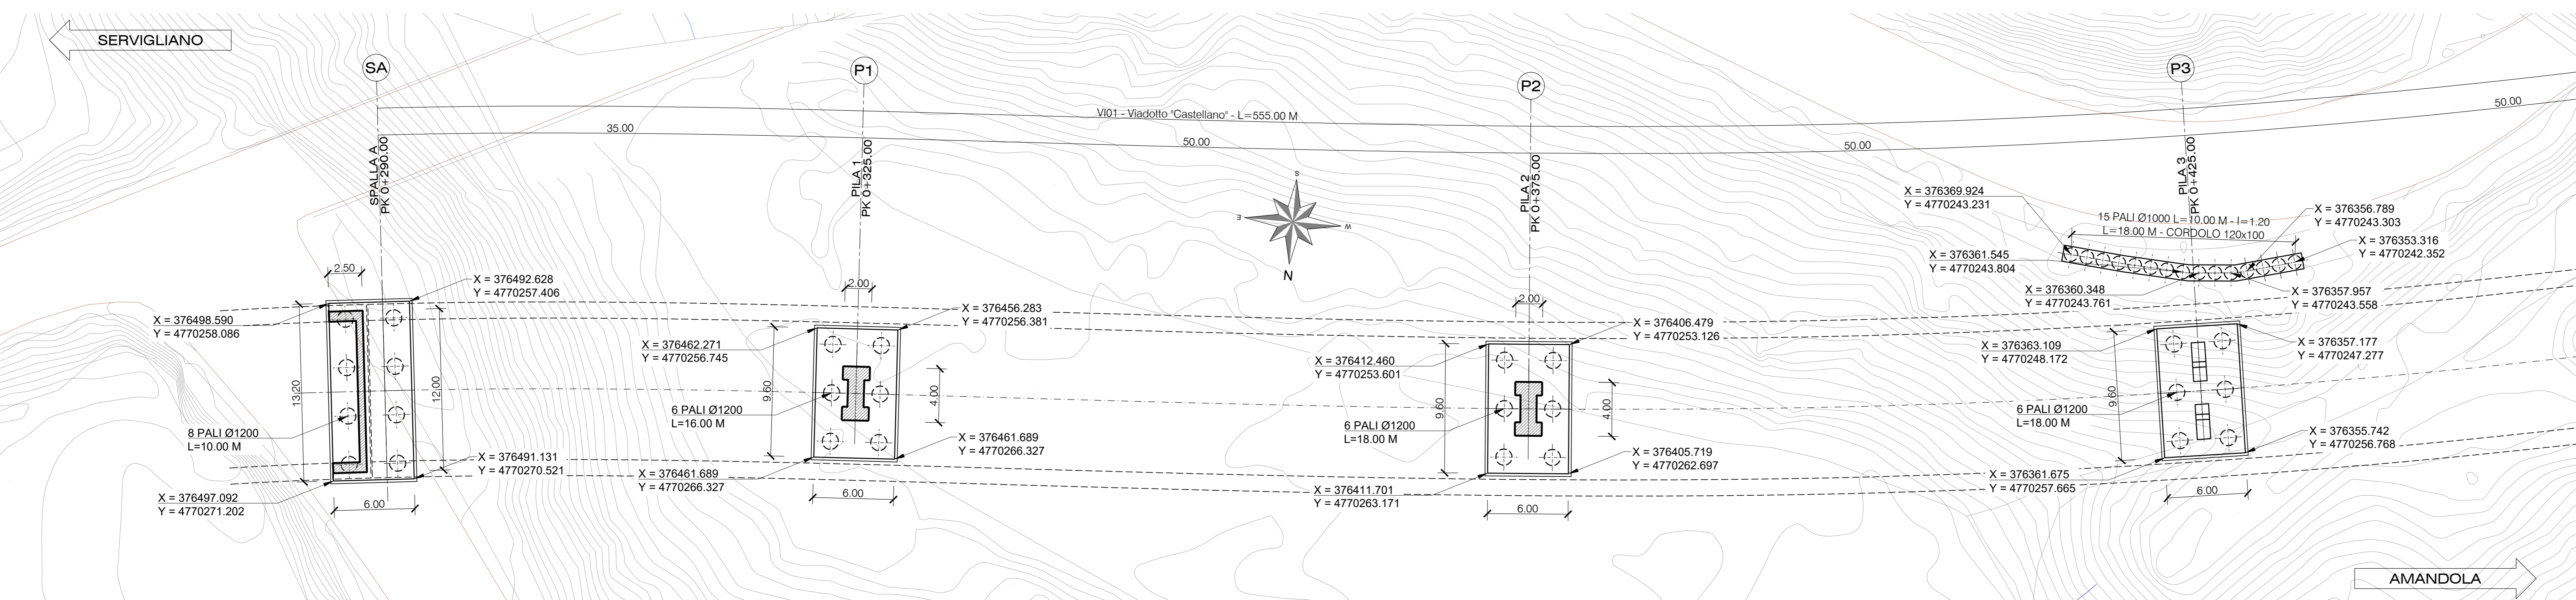 SERVIGLIANO
SA
P1
P2
P3
VI01 - Viadotto "Castellano" - L=555.00 M
35.00
50.00
50.00
50.00
SPALLA A
PK 0+290.00
PILA 1
PK 0+325.00
PILA 2
PK 0+375.00
PILA 3
PK 0+425.00
S
E
W
N
2.50
X = 376492.628
Y = 4770257.406
X = 376498.590
Y = 4770258.086
13.20
12.00
8 PALI Ø1200
L=10.00 M
X = 376491.131
Y = 4770270.521
X = 376497.092
Y = 4770271.202
6.00
2.00
X = 376456.283
Y = 4770256.381
X = 376462.271
Y = 4770256.745
9.60
4.00
6 PALI Ø1200
L=16.00 M
X = 376461.689
Y = 4770266.327
X = 376461.689
Y = 4770266.327
6.00
2.00
X = 376406.479
Y = 4770253.126
X = 376412.460
Y = 4770253.601
9.60
4.00
6 PALI Ø1200
L=18.00 M
X = 376405.719
Y = 4770262.697
X = 376411.701
Y = 4770263.171
6.00
X = 376369.924
Y = 4770243.231
15 PALI Ø1000 L=10.00 M - I=1.20
L=18.00 M - CORDOLO 120x100
X = 376356.789
Y = 4770243.303
X = 376353.316
Y = 4770242.352
X = 376361.545
Y = 4770243.804
X = 376360.348
Y = 4770243.761
X = 376357.957
Y = 4770243.558
X = 376363.109
Y = 4770248.172
X = 376357.177
Y = 4770247.277
9.60
6 PALI Ø1200
L=18.00 M
X = 376355.742
Y = 4770256.768
X = 376361.675
Y = 4770257.665
6.00
AMANDOLA